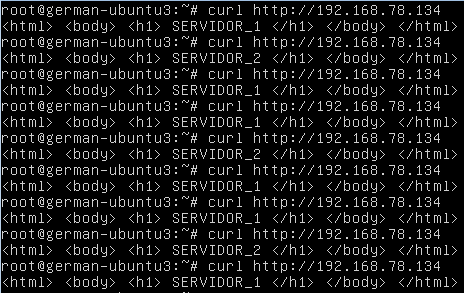 root@german-ubuntu3:~# curl http://192.168.78.134
<html> <body> <h1> SERVIDOR_1 </h1> </body> </html>
root@german-ubuntu3:~# curl http://192.168.78.134
<html> <body> <h1> SERVIDOR_2 </h1> </body> </html>
root@german-ubuntu3:~# curl http://192.168.78.134
<html> <body> <h1> SERVIDOR_1 </h1> </body> </html>
root@german-ubuntu3:~# curl http://192.168.78.134
<html> <body> <h1> SERVIDOR_1 </h1> </body> </html>
root@german-ubuntu3:~# curl http://192.168.78.134
<html> <body> <h1> SERVIDOR_2 </h1> </body> </html>
root@german-ubuntu3:~# curl http://192.168.78.134
<html> <body> <h1> SERVIDOR_1 </h1> </body> </html>
root@german-ubuntu3:~# curl http://192.168.78.134
<html> <body> <h1> SERVIDOR_1 </h1> </body> </html>
root@german-ubuntu3:~# curl http://192.168.78.134
<html> <body> <h1> SERVIDOR_2 </h1> </body> </html>
root@german-ubuntu3:~# curl http://192.168.78.134
<html> <body> <h1> SERVIDOR_1 </h1> </body> </html>